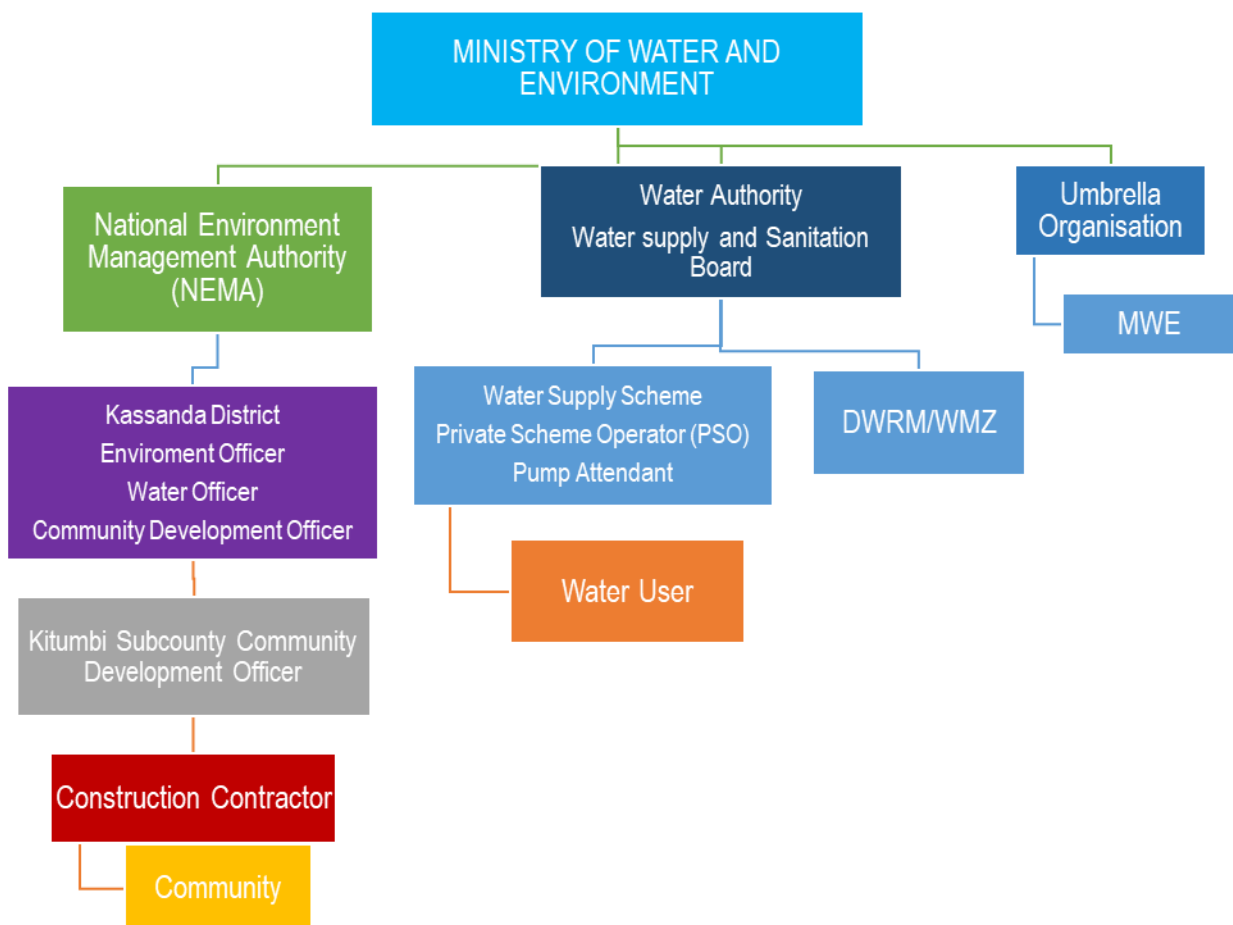 MINISTRY OF WATER AND
ENVIRONMENT
National Environment
Management Authority
(NEMA)
Water Authority
Water supply and Sanitation
Board
Umbrella
Organisation
MWE
Kassanda District
Enviroment Officer
Water Officer
Community Development Officer
Water Supply Scheme
Private Scheme Operator (PSO)
Pump Attendant
DWRM/WMZ
Water User
Kitumbi Subcounty Community
Development Officer
Construction Contractor
Community